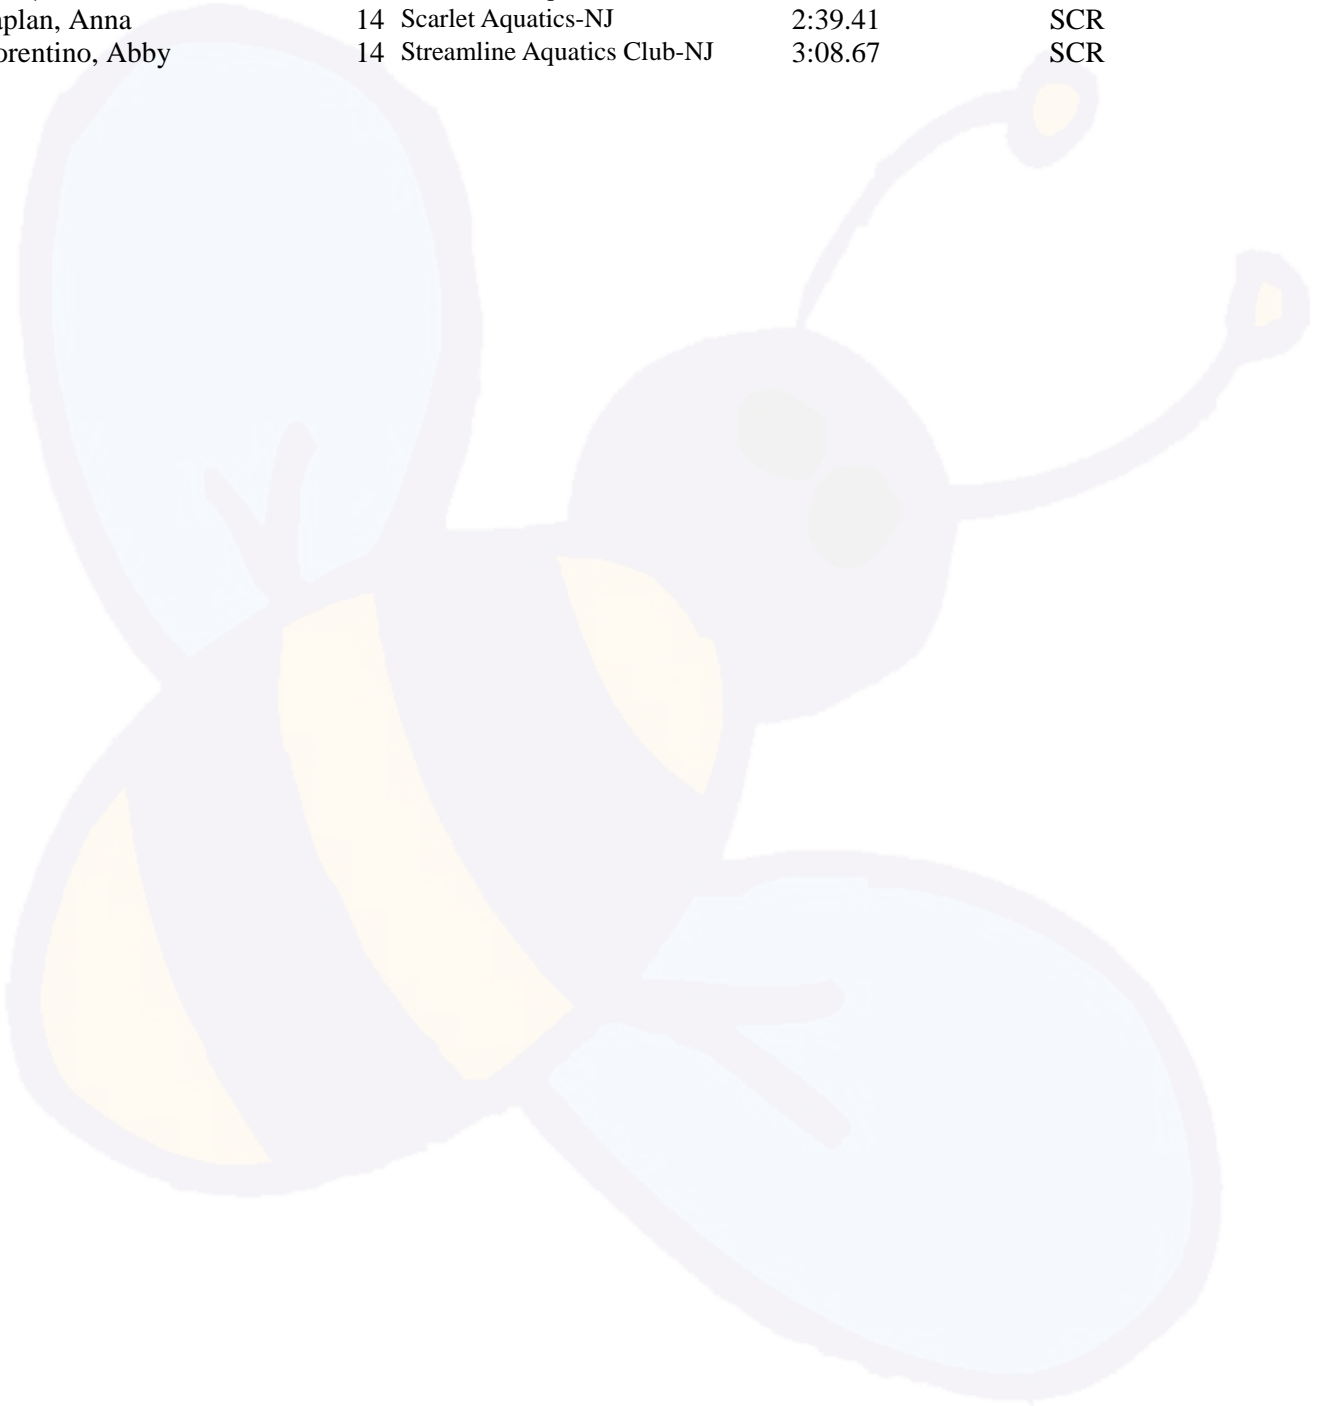 aplan, Anna 14 Scarlet Aquatics-NJ 2:39.41 SCR
orentino, Abby 14 Streamline Aquatics Club-NJ 3:08.67 SCR